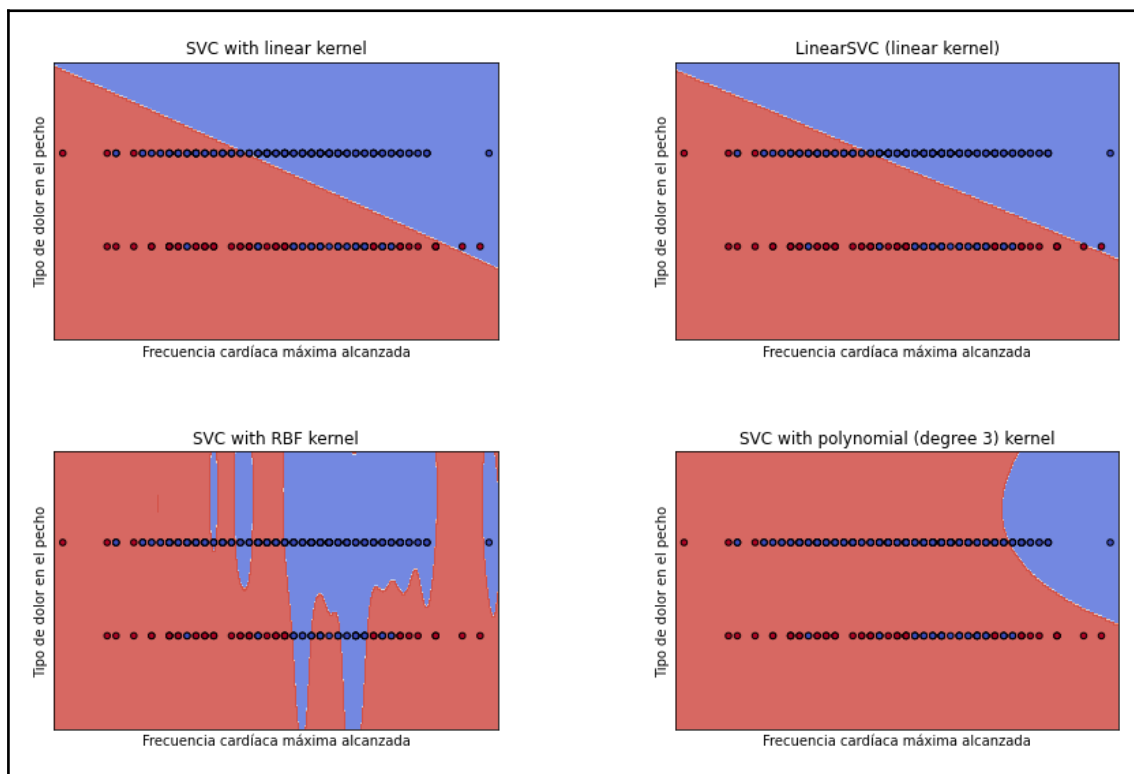 SVC with linear kernel
Tipo de dolor en el pecho
Frecuencia cardíaca máxima alcanzada
LinearSVC (linear kernel)
Tipo de dolor en el pecho
Frecuencia cardíaca máxima alcanzada
SVC with RBF kernel
Tipo de dolor en el pecho
Frecuencia cardíaca máxima alcanzada
SVC with polynomial (degree 3) kernel
Tipo de dolor en el pecho
Frecuencia cardíaca máxima alcanzada